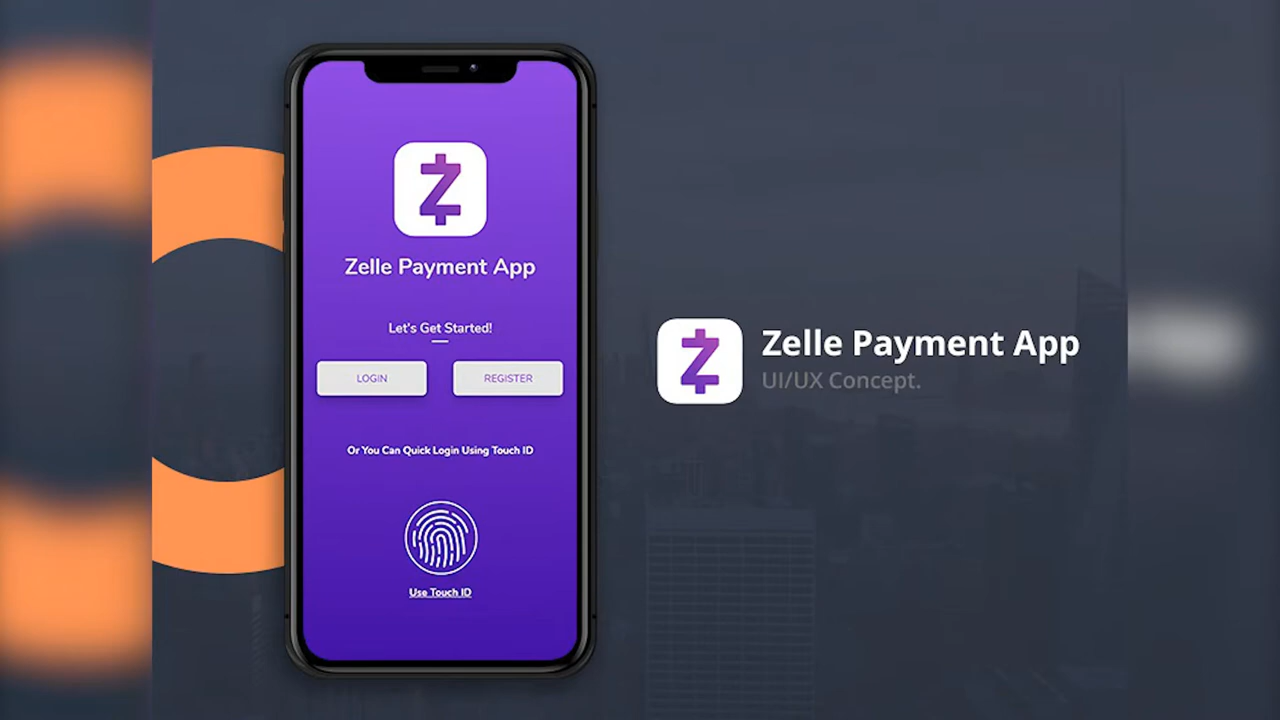 Zelle Payment App
Let's Get Started!
LOGIN
REGISTER
Or You Can Quick Login Using Touch ID
Use Touch ID
Zelle Payment App
UI/UX Concept.